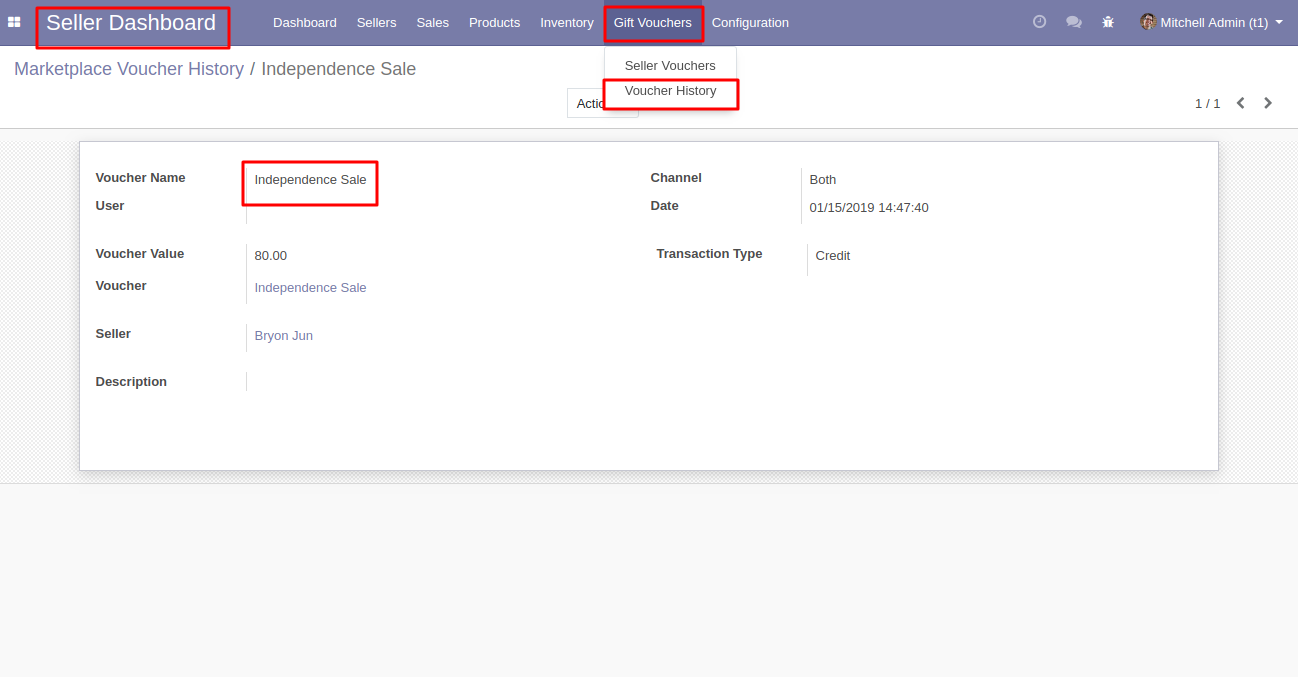 Seller Dashboard Dashboard Sellers Sales Products Inventory Gift Vouchers Configuration Mitchell Admin (t1)
Marketplace Voucher History / Independence Sale
Seller Vouchers
Voucher History
Actio
1 / 1
Voucher Name Independence Sale
Channel Both
User
Date 01/15/2019 14:47:40
Voucher Value 80.00
Transaction Type Credit
Voucher Independence Sale
Seller Bryon Jun
Description